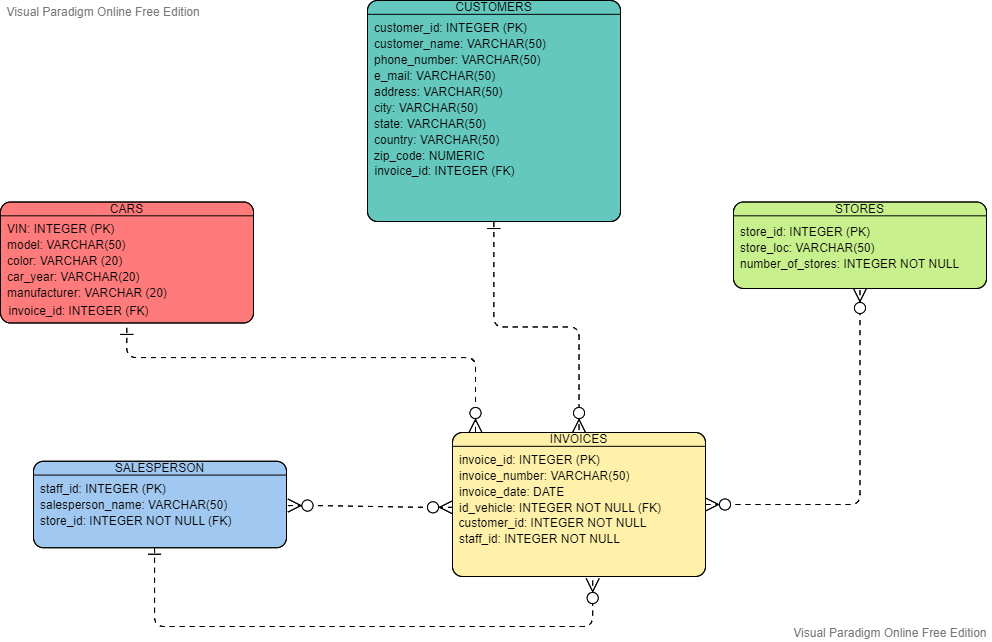 Visual Paradigm Online Free Edition
CUSTOMERS
customer_id: INTEGER (PK)
customer_name: VARCHAR(50)
phone_number: VARCHAR(50)
e_mail: VARCHAR(50)
address: VARCHAR(50)
city: VARCHAR(50)
state: VARCHAR(50)
country: VARCHAR(50)
zip_code: NUMERIC
invoice_id: INTEGER (FK)
CARS
VIN: INTEGER (PK)
model: VARCHAR(50)
color: VARCHAR (20)
car_year: VARCHAR(20)
manufacturer: VARCHAR (20)
invoice_id: INTEGER (FK)
STORES
store_id: INTEGER (PK)
store_loc: VARCHAR(50)
number_of_stores: INTEGER NOT NULL
SALESPERSON
staff_id: INTEGER (PK)
salesperson_name: VARCHAR(50)
store_id: INTEGER NOT NULL (FK)
INVOICES
invoice_id: INTEGER (PK)
invoice_number: VARCHAR(50)
invoice_date: DATE
id_vehicle: INTEGER NOT NULL (FK)
customer_id: INTEGER NOT NULL
staff_id: INTEGER NOT NULL
Visual Paradigm Online Free Edition